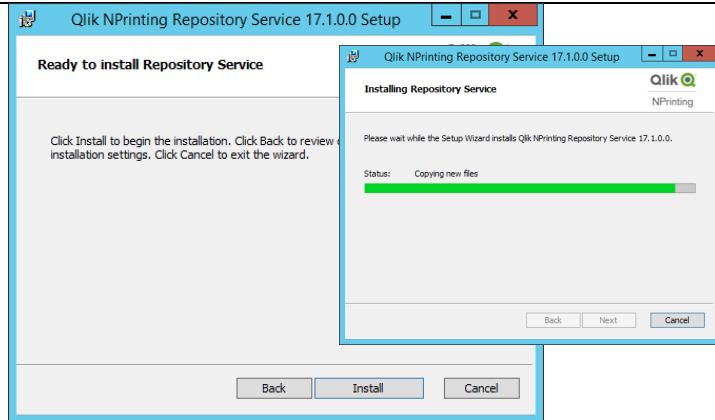 Qlik NPrinting Repository Service 17.1.0.0 Setup
Ready to install Repository Service
Click Install to begin the installation. Click Back to review
installation settings. Click Cancel to exit the wizard.
Back Install Cancel
Qlik NPrinting Repository Service 17.1.0.0 Setup
Installing Repository Service
Qlik
NPrinting
Please wait while the Setup Wizard installs Qlik NPrinting Repository Service 17.1.0.0.
Status: Copying new files
Back Next Cancel